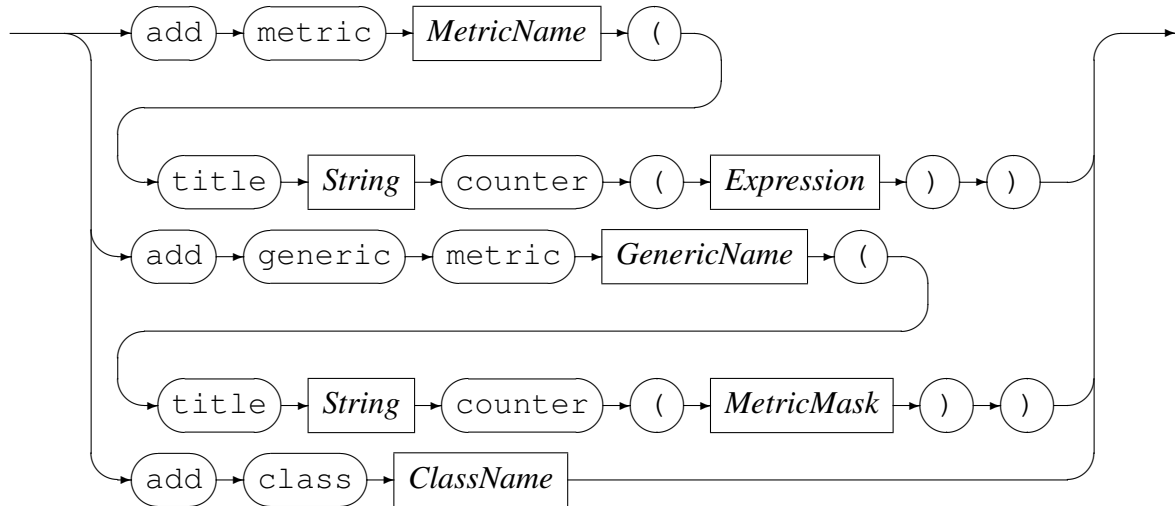 add metric MetricName (
title String counter ( Expression ) )
add generic metric GenericName (
title String counter ( MetricMask ) )
add class ClassName